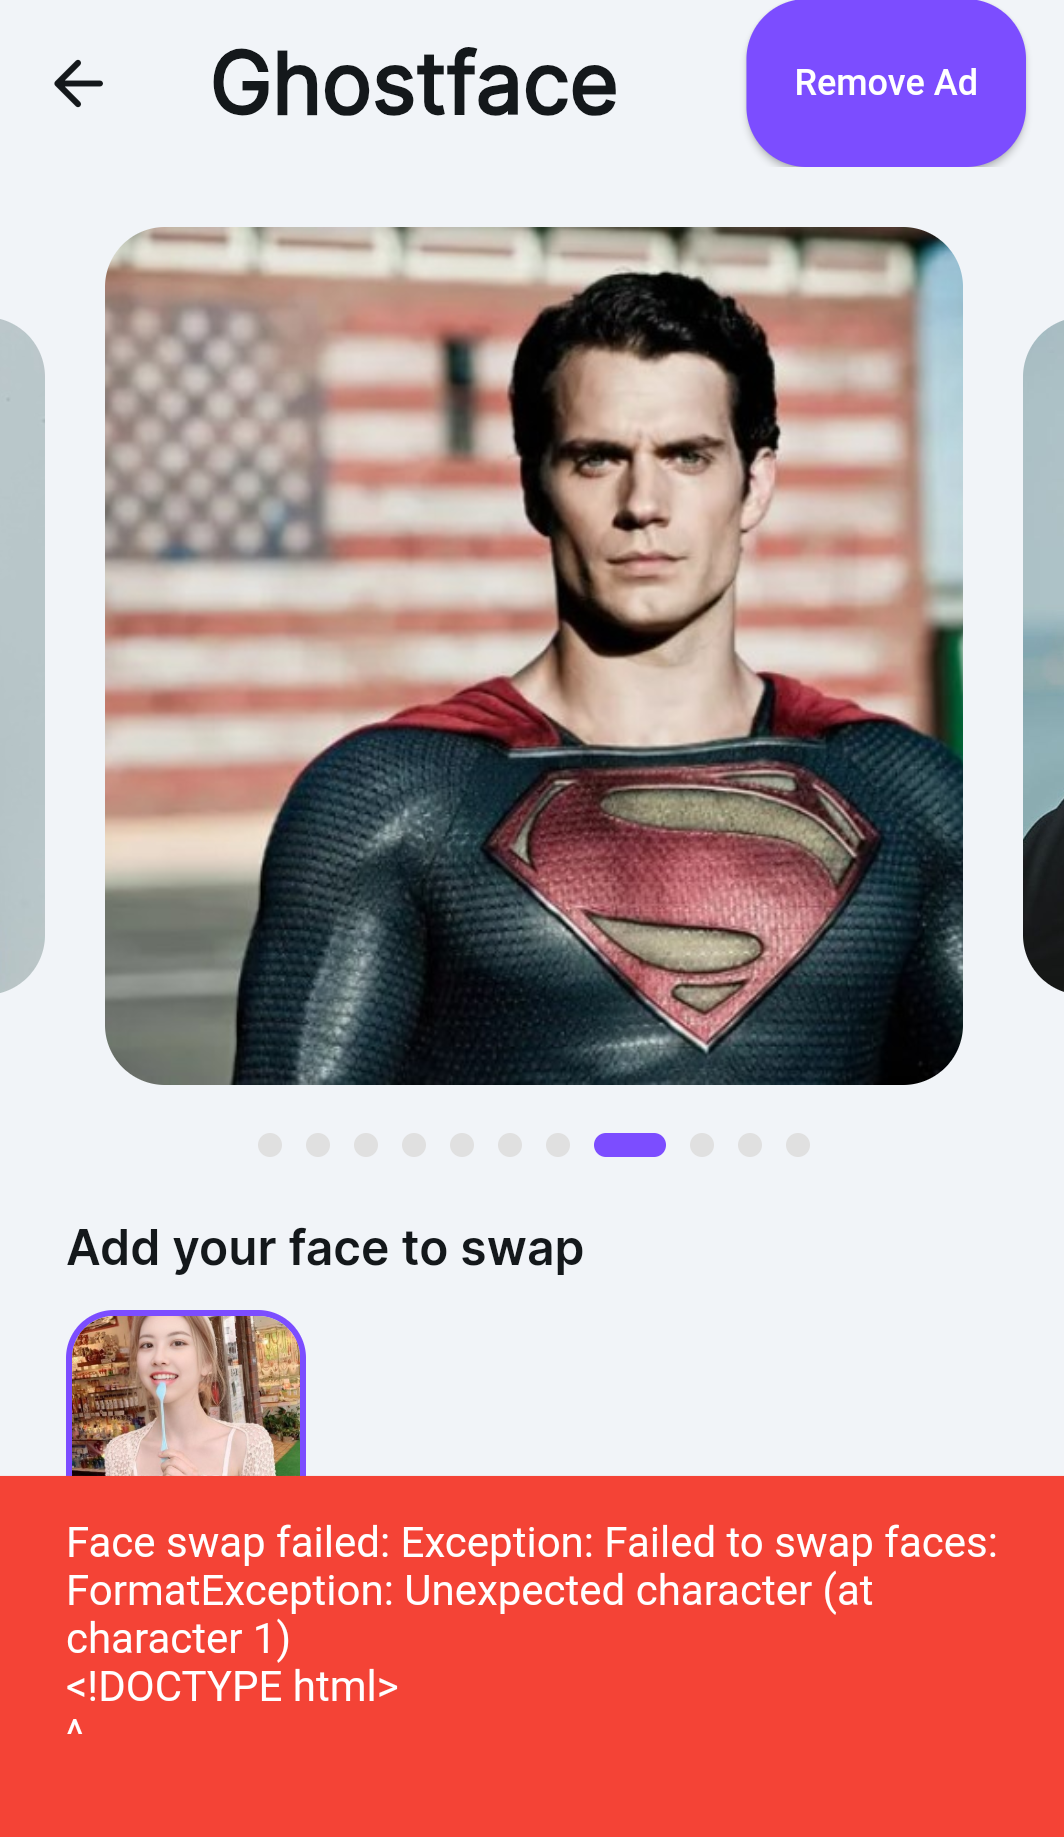 Ghostface
Remove Ad
Add your face to swap
Face swap failed: Exception: Failed to swap faces:
FormatException: Unexpected character (at
character 1)
<!DOCTYPE html>
^